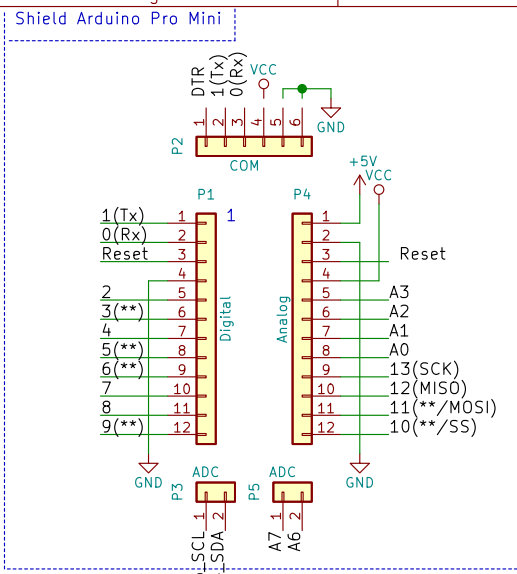 Shield Arduino Pro Mini
DTR
1(Tx)
0(Rx)
VCC
GND
1 2 3 4 5 6
P2
COM
+5V
VCC
P1
P4
1
1(Tx) 1
0(Rx) 2
Reset 3
4
2 5
3(**) 6
4 7
5(**) 8
6(**) 9
7 10
8 11
9(**) 12
Digital
Analog
1
2
3 Reset
4
5 A3
6 A2
7 A1
8 A0
9 13(SCK)
10 12(MISO)
11 11(**/MOSI)
12 10(**/SS)
GND
GND
P3
ADC
P5
ADC
1 2
1 2
_SCL
_SDA
A7
A6